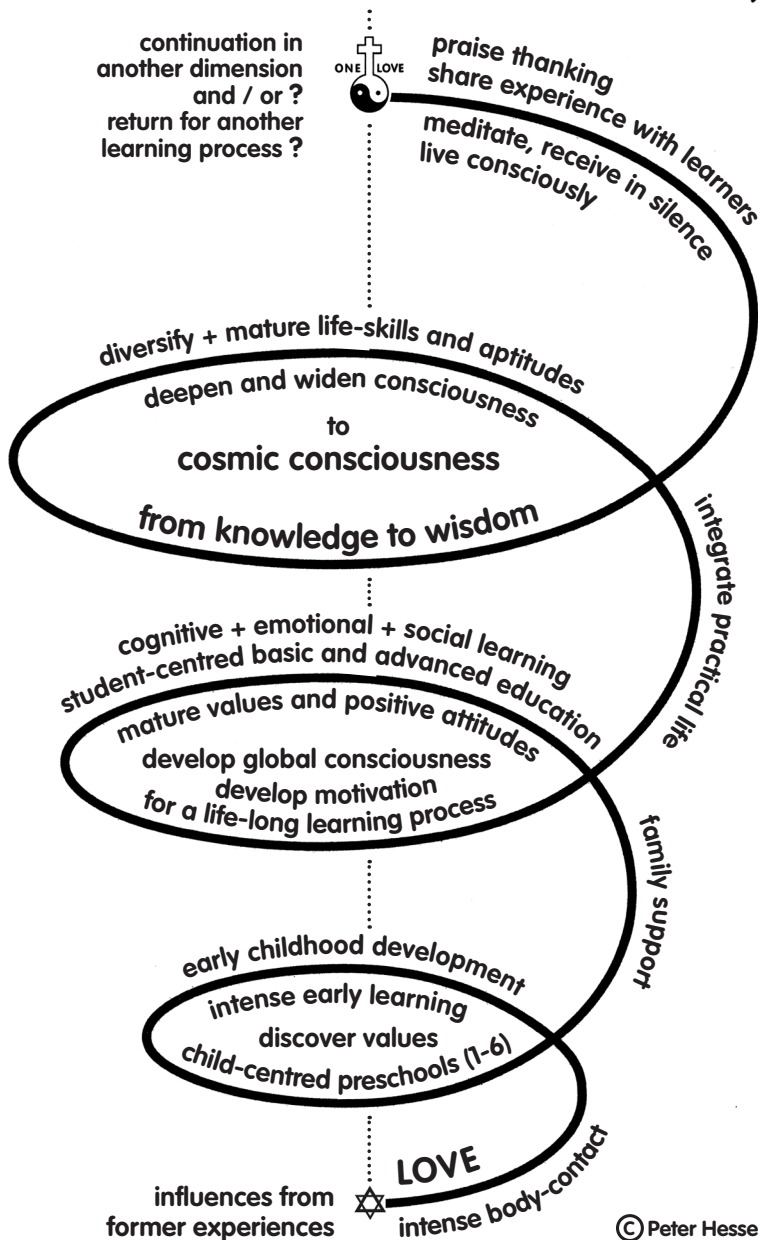 continuation in
another dimension
and / or ?
return for another
learning process ?
ONE LOVE
praise thanking
share experience with learners
meditate, receive in silence
live consciously
diversify + mature life-skills and aptitudes
deepen and widen consciousness
to
cosmic consciousness
from knowledge to wisdom
integrate practical life
cognitive + emotional + social learning
student-centred basic and advanced education
mature values and positive attitudes
develop global consciousness
develop motivation
for a life-long learning process
family support
early childhood development
intense early learning
discover values
child-centred preschools (1-6)
LOVE
intense body-contact
influences from
former experiences
© Peter Hesse